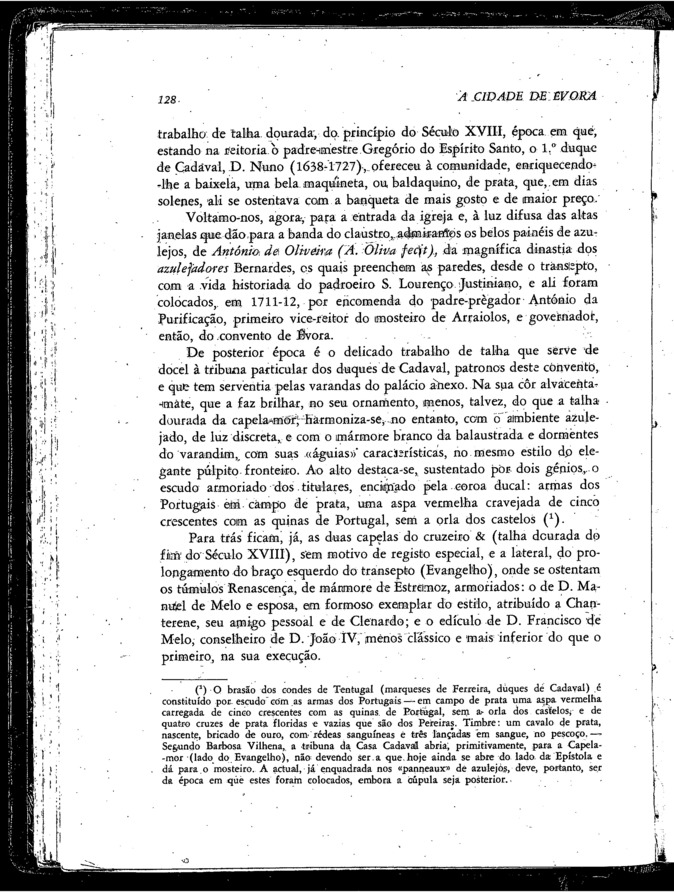 128
A CIDADE DE EVORA
trabalho de talha dourada, do princípio do Século XVIII, época em que,
estando na reitoria o padre-mestre Gregório do Espírito Santo, o 1.º duque
de Cadaval, D. Nuno (1638-1727), ofereceu à comunidade, enriquecendo-
-lhe a baixela, uma bela maquineta, ou baldaquino, de prata, que, em dias
solenes, ali se ostentava com a banqueta de mais gosto e de maior preço.
Voltamo-nos, agora, para a entrada da igreja e, à luz difusa das altas
janelas que dão para a banda do claustro, admirantos os belos painéis de azu-
lejos, de António de Oliveira (A. Oliva fecit), da magnífica dinastia dos
azulejadores Bernardes, os quais preenchem as paredes, desde o transepto,
com a vida historiada do padroeiro S. Lourenço Justiniano, e ali foram
colocados, em 1711-12, por encomenda do padre-prègador António da
Purificação, primeiro vice-reitor do mosteiro de Arraiolos, e governador,
então, do convento de Évora.
De posterior época é o delicado trabalho de talha que serve de
docel à tribuna particular dos duques de Cadaval, patronos deste convento,
e que tem serventia pelas varandas do palácio anexo. Na sua côr alvacenta-
-mate, que a faz brilhar, no seu ornamento, menos, talvez, do que a talha
dourada da capela-mor, harmoniza-se, no entanto, com o ambiente azule-
jado, de luz discreta, e com o mármore branco da balaustrada e dormentes
do varandim, com suas «águias» características, no mesmo estilo do ele-
gante púlpito fronteiro. Ao alto destaca-se, sustentado por dois génios, o
escudo armoriado dos titulares, encimado pela coroa ducal: armas dos
Portugais em campo de prata, uma aspa vermelha cravejada de cinco
crescentes com as quinas de Portugal, sem a orla dos castelos (¹).
Para trás ficam, já, as duas capelas do cruzeiro & (talha dourada do
fim do Século XVIII), sem motivo de registo especial, e a lateral, do pro-
longamento do braço esquerdo do transepto (Evangelho), onde se ostentam
os túmulos Renascença, de mármore de Estremoz, armoriados: o de D. Ma-
nuel de Melo e esposa, em formoso exemplar do estilo, atribuído a Chan-
terene, seu amigo pessoal e de Clenardo; e o edículo de D. Francisco de
Melo, conselheiro de D. João IV, menos clássico e mais inferior do que o
primeiro, na sua execução.
(¹) O brasão dos condes de Tentugal (marqueses de Ferreira, duques de Cadaval) é
constituído por escudo com as armas dos Portugais — em campo de prata uma aspa vermelha
carregada de cinco crescentes com as quinas de Portugal, sem a orla dos castelos, e de
quatro cruzes de prata floridas e vazias que são dos Pereiras. Timbre: um cavalo de prata,
nascente, bricado de ouro, com rédeas sanguíneas e três lançadas em sangue, no pescoço. —
Segundo Barbosa Vilhena, a tribuna da Casa Cadaval abria, primitivamente, para a Capela-
-mor (lado do Evangelho), não devendo ser a que hoje ainda se abre do lado da Epístola e
dá para o mosteiro. A actual, já enquadrada nos «panneaux» de azulejos, deve, portanto, ser
da época em que estes foram colocados, embora a cúpula seja posterior.